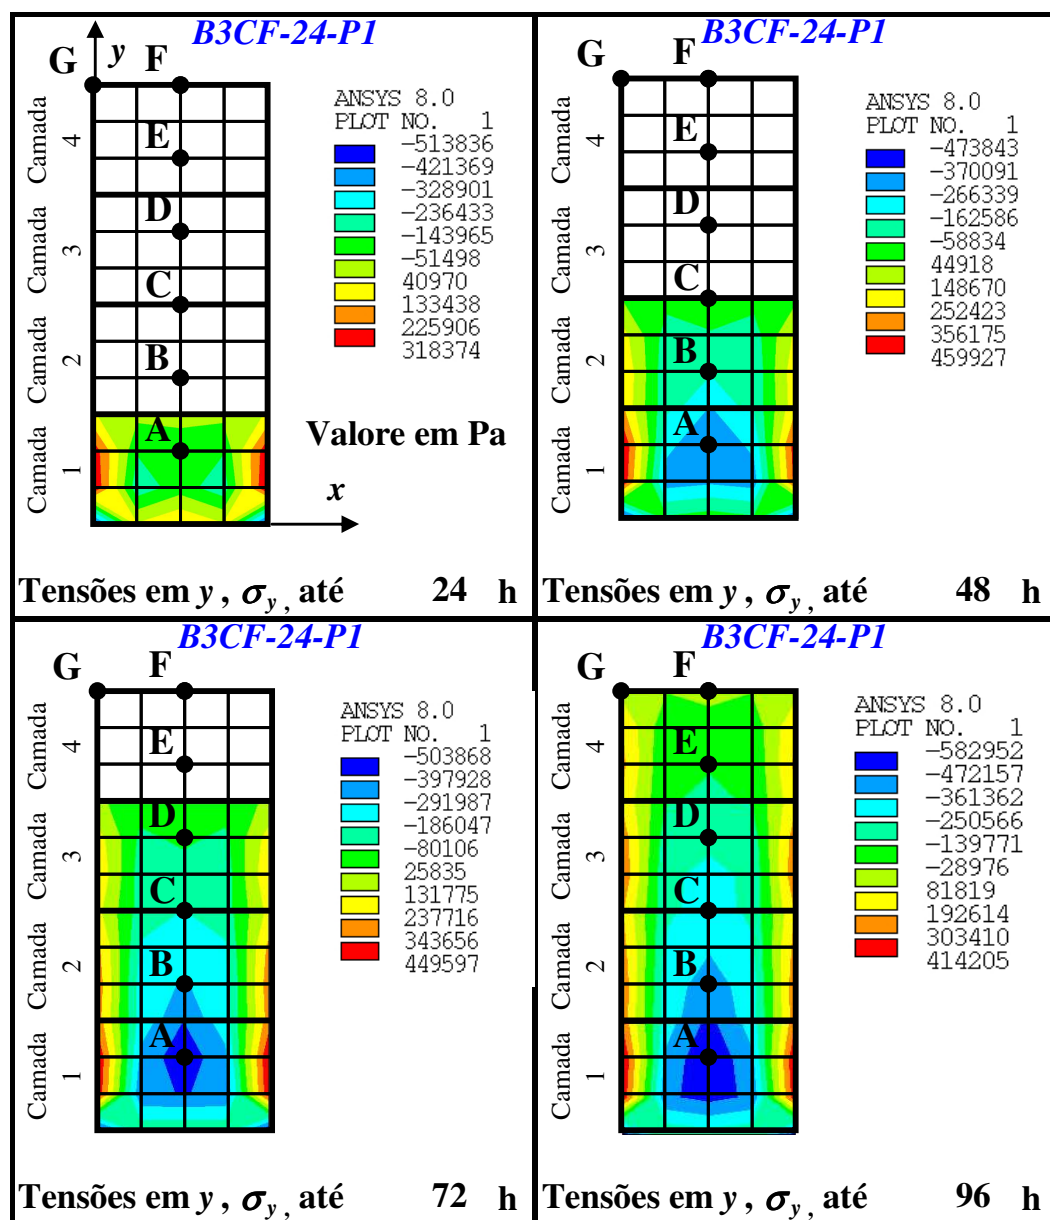 B3CF-24-P1
G y F
ANSYS 8.0
PLOT NO. 1
-513836
-421369
-328901
-236433
-143965
-51498
40970
133438
225906
318374
E
D
C
B
A
Camada 4
Camada 3
Camada 2
Camada 1
Valore em Pa
x
Tensões em y , σy , até 24 h
B3CF-24-P1
G F
ANSYS 8.0
PLOT NO. 1
-473843
-370091
-266339
-162586
-58834
44918
148670
252423
356175
459927
E
D
C
B
A
Camada 4
Camada 3
Camada 2
Camada 1
Tensões em y , σy , até 48 h
B3CF-24-P1
G F
ANSYS 8.0
PLOT NO. 1
-503868
-397928
-291987
-186047
-80106
25835
131775
237716
343656
449597
E
D
C
B
A
Camada 4
Camada 3
Camada 2
Camada 1
Tensões em y , σy , até 72 h
B3CF-24-P1
G F
ANSYS 8.0
PLOT NO. 1
-582952
-472157
-361362
-250566
-139771
-28976
81819
192614
303410
414205
E
D
C
B
A
Camada 4
Camada 3
Camada 2
Camada 1
Tensões em y , σy , até 96 h